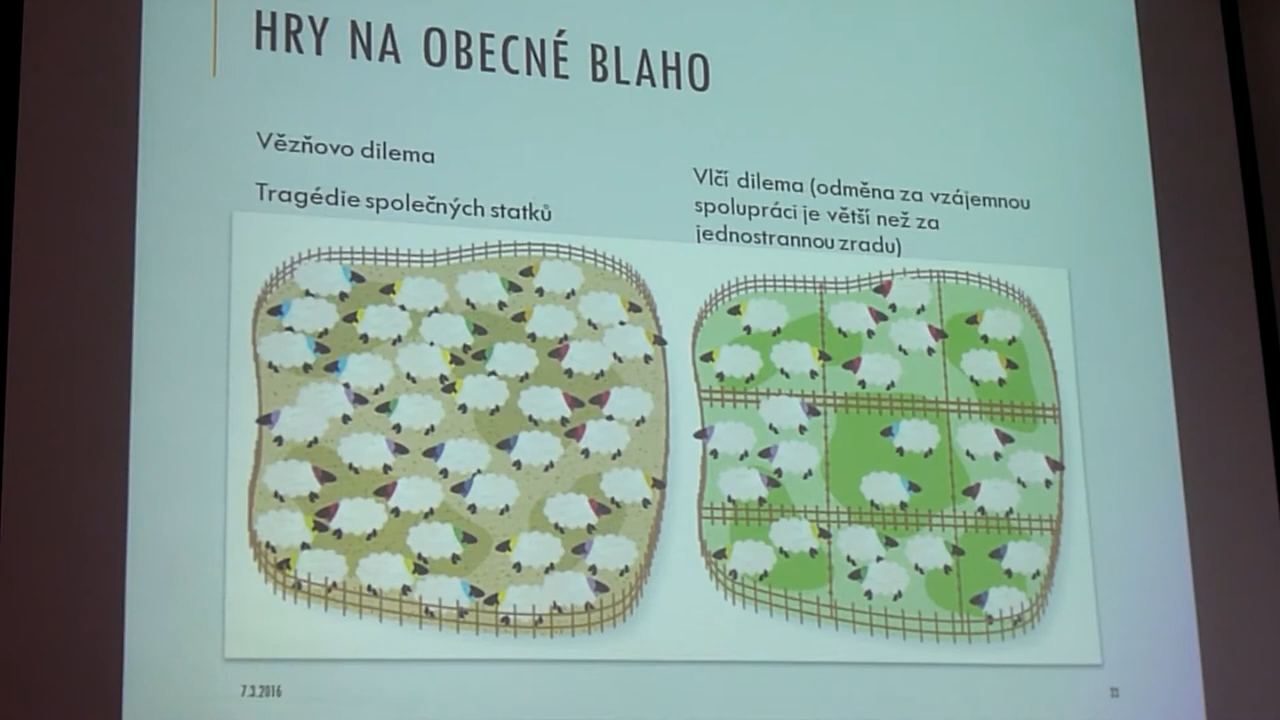 HRY NA OBECNÉ BLAHO
Vězňovo dilema
Tragédie společných statků
Vlčí dilema (odměna za vzájemnou
spolupráci je větší než za
jednostrannou zradu)
7.3.2016